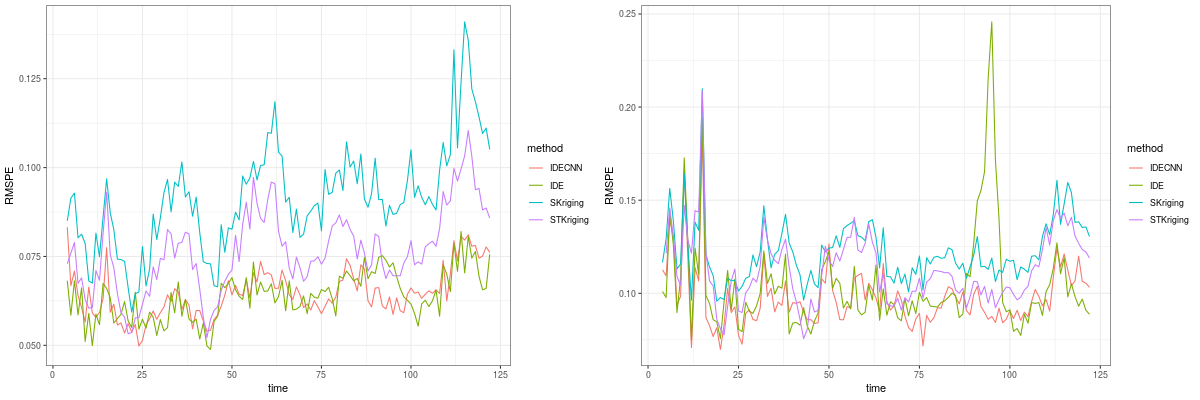 RMSPE
0.125
0.100
0.075
0.050
0
25
50
75
100
125
time
method
IDECNN
IDE
SKriging
STKriging
RMSPE
0.25
0.20
0.15
0.10
0
25
50
75
100
125
time
method
IDECNN
IDE
SKriging
STKriging